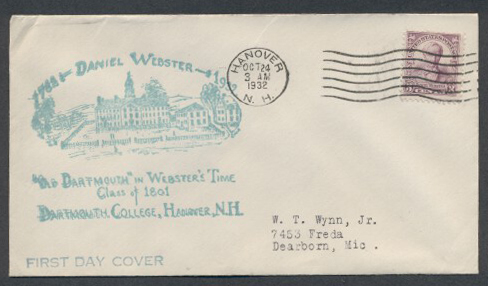 1782 DANIEL WEBSTER
HANOVER
OCT 24
3 AM
1932
N. H.
"OLD DARTMOUTH" IN WEBSTER'S TIME
Class of 1801
DARTMOUTH COLLEGE, HANOVER, N.H.
W. T. Wynn, Jr.
7453 Freda
Dearborn, Mic .
FIRST DAY COVER